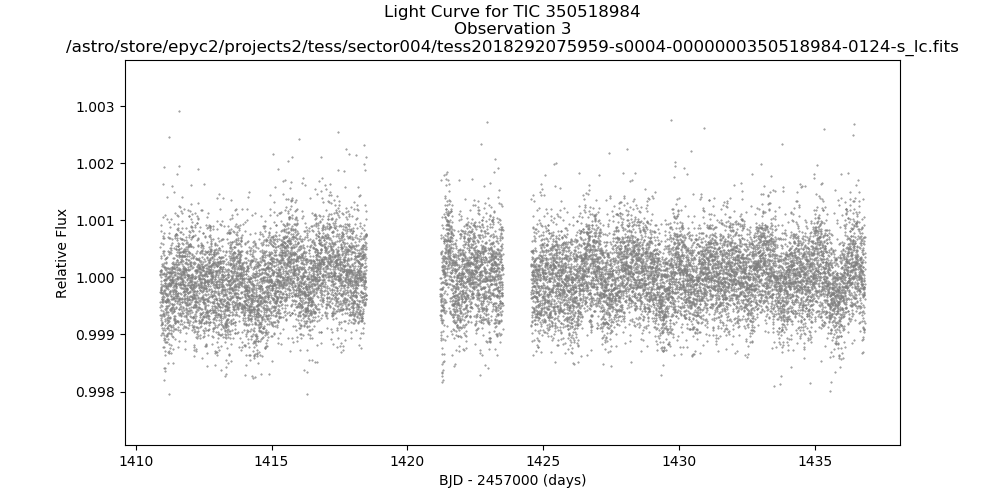 Light Curve for TIC 350518984
Observation 3
/astro/store/epyc2/projects2/tess/sector004/tess2018292075959-s0004-0000000350518984-0124-s_lc.fits
1.003
1.002
1.001
1.000
0.999
0.998
Relative Flux
1410 1415 1420 1425 1430 1435
BJD - 2457000 (days)